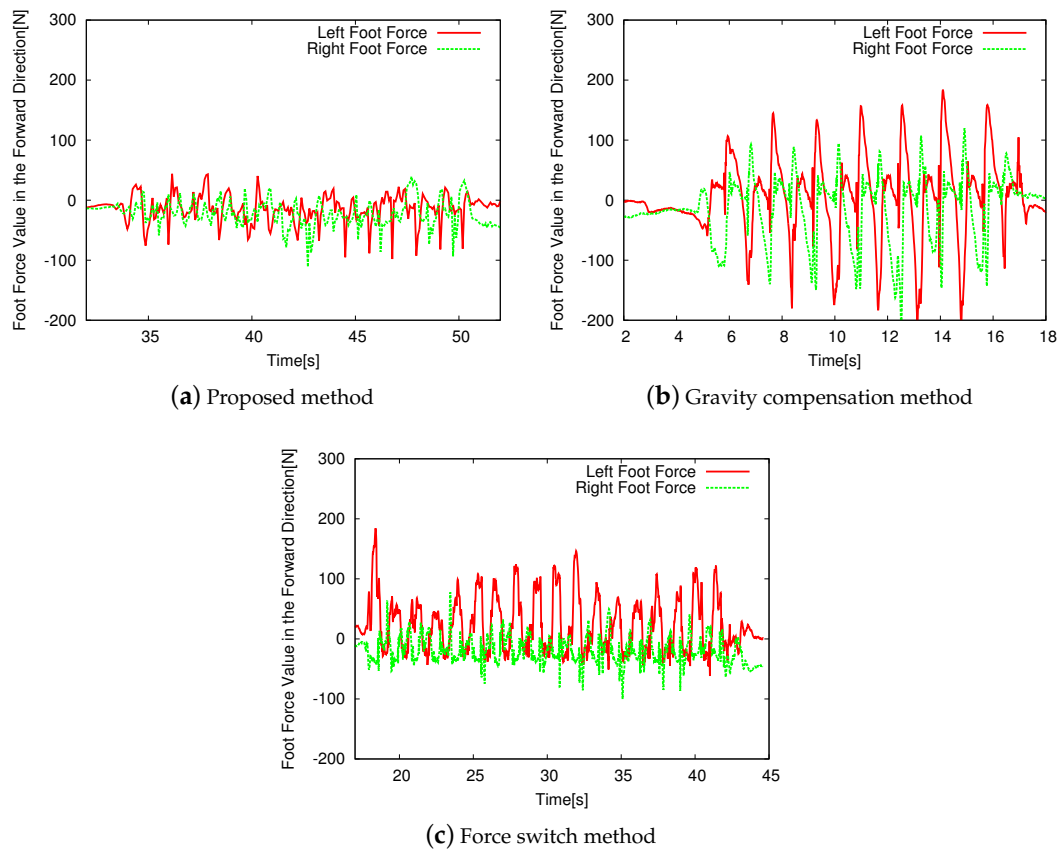 Foot Force Value in the Forward Direction[N]
300
200
100
0
-100
-200
Left Foot Force
Right Foot Force
35
40
45
50
Time[s]
(a) Proposed method
Foot Force Value in the Forward Direction[N]
300
200
100
0
-100
-200
Left Foot Force
Right Foot Force
2
4
6
8
10
12
14
16
18
Time[s]
(b) Gravity compensation method
Foot Force Value in the Forward Direction[N]
300
200
100
0
-100
-200
Left Foot Force
Right Foot Force
20
25
30
35
40
45
Time[s]
(c) Force switch method